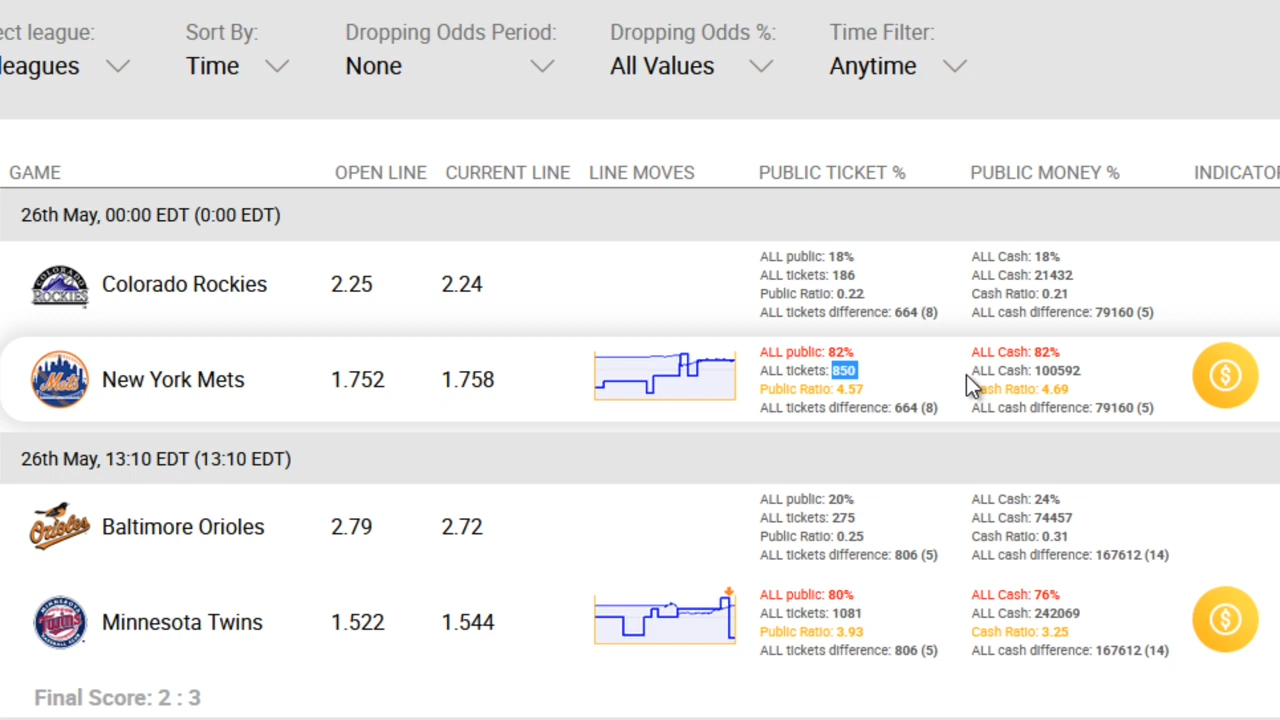 ect league: Sort By: Dropping Odds Period: Dropping Odds %: Time Filter:
leagues Time None All Values Anytime
GAME OPEN LINE CURRENT LINE LINE MOVES PUBLIC TICKET % PUBLIC MONEY % INDICATOR
26th May, 00:00 EDT (0:00 EDT)
COLORADO
ROCKIES
Colorado Rockies 2.25 2.24
ALL public: 18%
ALL tickets: 186
Public Ratio: 0.22
ALL tickets difference: 664 (8)
ALL Cash: 18%
ALL Cash: 21432
Cash Ratio: 0.21
ALL cash difference: 79160 (5)
Mets
New York Mets 1.752 1.758
ALL public: 82%
ALL tickets: 850
Public Ratio: 4.57
ALL tickets difference: 664 (8)
ALL Cash: 82%
ALL Cash: 100592
Cash Ratio: 4.69
ALL cash difference: 79160 (5)
$
26th May, 13:10 EDT (13:10 EDT)
Orioles
Baltimore Orioles 2.79 2.72
ALL public: 20%
ALL tickets: 275
Public Ratio: 0.25
ALL tickets difference: 806 (5)
ALL Cash: 24%
ALL Cash: 74457
Cash Ratio: 0.31
ALL cash difference: 167612 (14)
Twins
Minnesota Twins 1.522 1.544
ALL public: 80%
ALL tickets: 1081
Public Ratio: 3.93
ALL tickets difference: 806 (5)
ALL Cash: 76%
ALL Cash: 242069
Cash Ratio: 3.25
ALL cash difference: 167612 (14)
$
Final Score: 2 : 3